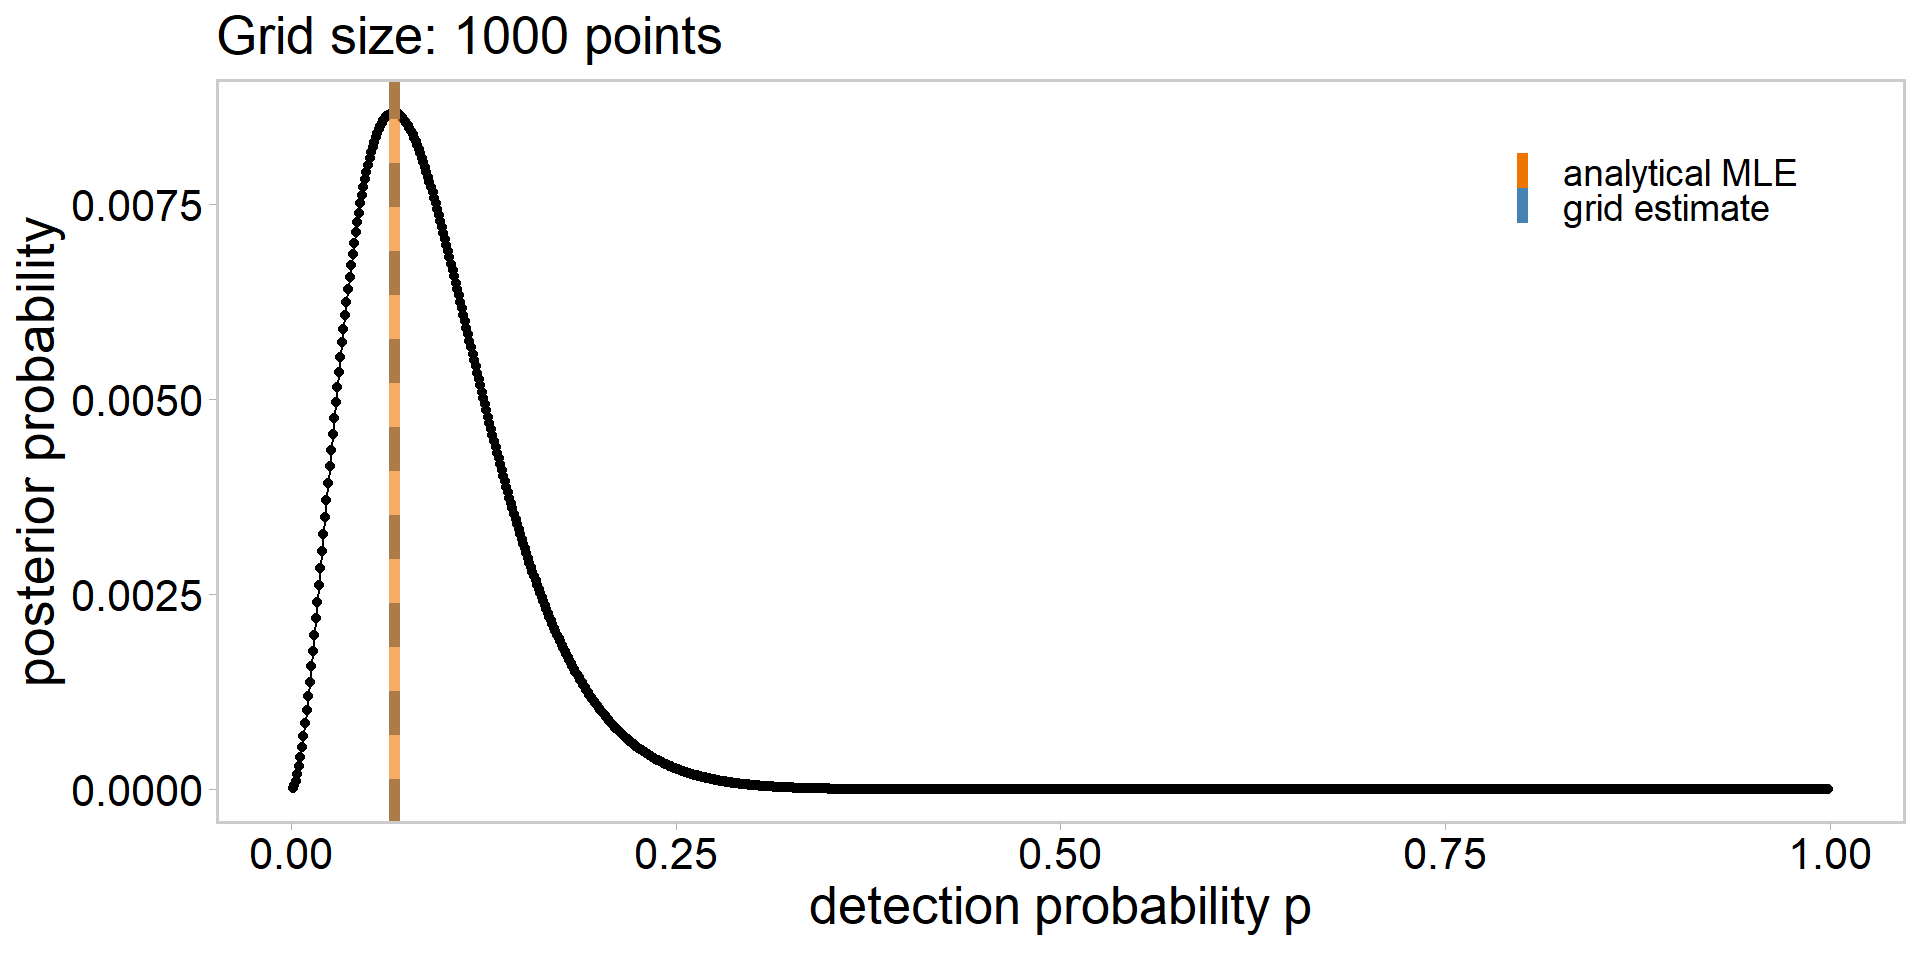 Grid size: 1000 points
analytical MLE
grid estimate
posterior probability
0.0075
0.0050
0.0025
0.0000
0.00 0.25 0.50 0.75 1.00
detection probability p